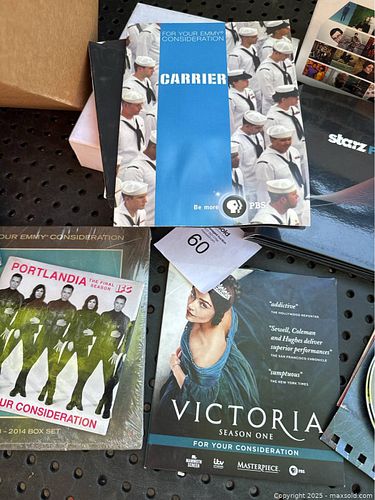 FOR YOUR EMMY® CONSIDERATION
CARRIER
Be more
PBS
starz
OUR EMMY® CONSIDERATION
PORTLANDIA THE FINAL SEASON IFC
UR CONSIDERATION
- 2014 BOX SET
60
"addictive"
THE HOLLYWOOD REPORTER
"Sewell, Coleman and Hughes deliver superior performances"
THE SAN FRANCISCO CHRONICLE
"sumptuous"
THE NEW YORK TIMES
VICTORIA
SEASON ONE
FOR YOUR CONSIDERATION
itv STUDIOS
MASTERPIECE
PBS
Copyright 2025 - maxsold.com